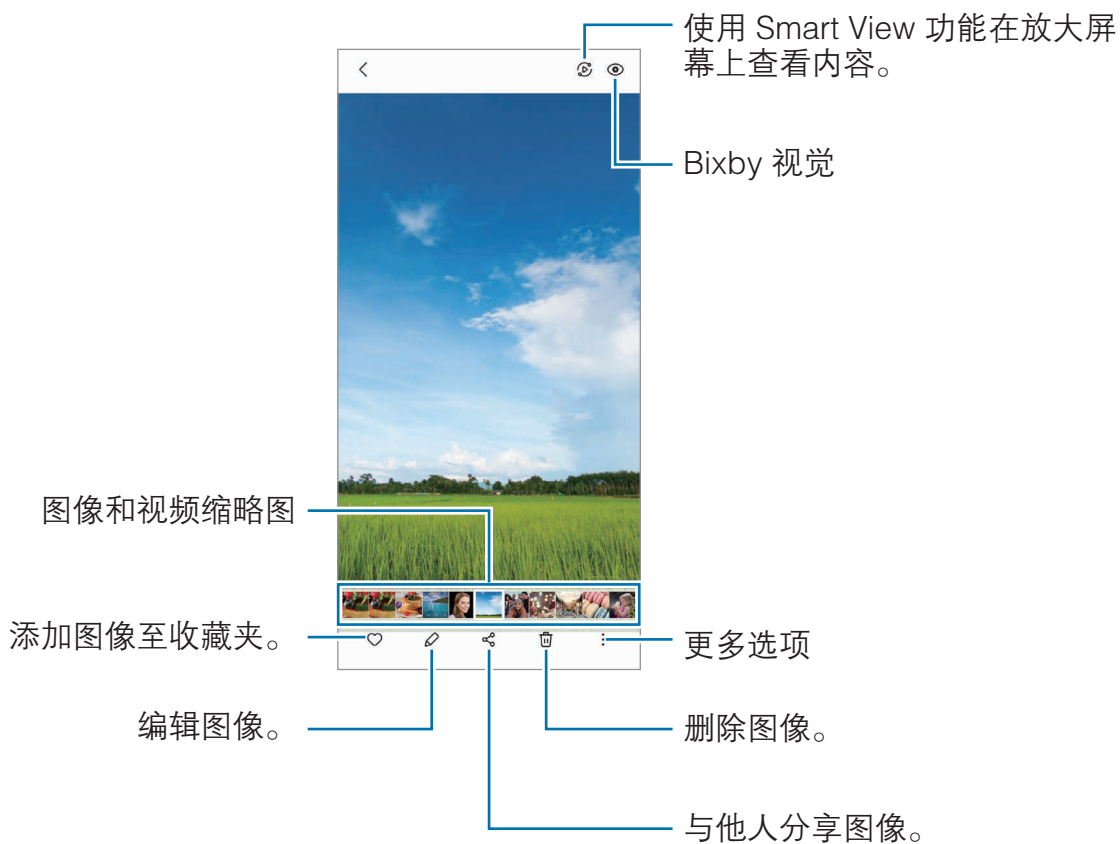 使用 Smart View 功能在放大屏
幕上查看内容。
Bixby 视觉
图像和视频缩略图
添加图像至收藏夹。
更多选项
编辑图像。
删除图像。
与他人分享图像。